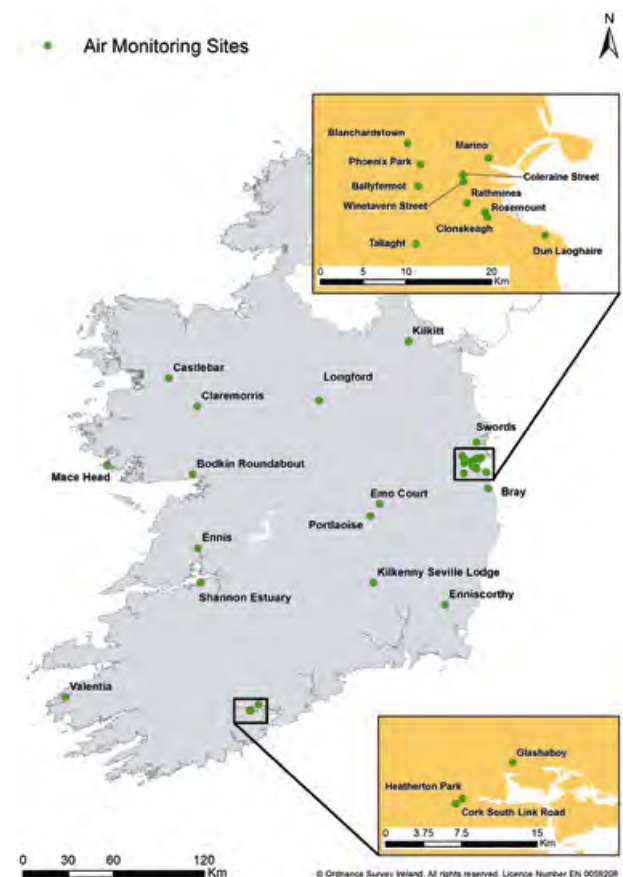 N
Air Monitoring Sites
Blanchardstown
Marino
Phoenix Park
Coleraine Street
Ballyfermot
Rathmines
Winetavern Street
Rosemount
Clonskeagh
Tallaght
Dun Laoghaire
0 5 10 20
Km
Kilkitt
Castlebar
Longford
Claremorris
Swords
Mace Head
Bodkin Roundabout
Bray
Emo Court
Portlaoise
Ennis
Kilkenny Seville Lodge
Shannon Estuary
Enniscorthy
Valentia
Glashaboy
Heatherton Park
Cork South Link Road
0 3.75 7.5 15
Km
0 30 60 120
Km
© Ordnance Survey Ireland. All rights reserved. Licence Number EN 0059208